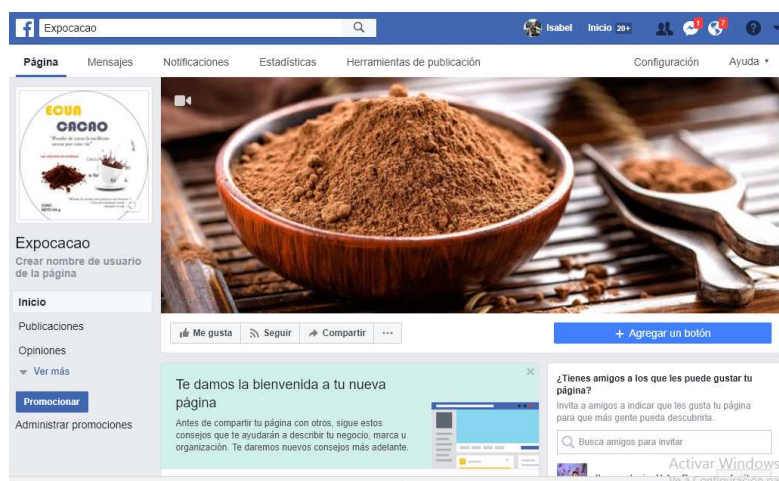 Expocacao
Isabel
Inicio 20+
1
7
Página
Mensajes
Notificaciones
Estadísticas
Herramientas de publicación
Configuración
Ayuda
ECUA
CACAO
Expocacao
Crear nombre de usuario
de la página
Inicio
Publicaciones
Opiniones
Ver más
Promocionar
Administrar promociones
Me gusta
Seguir
Compartir
+ Agregar un botón
Te damos la bienvenida a tu nueva
página
Antes de compartir tu página con otros, sigue estos
consejos que te ayudarán a describir tu negocio, marca u
organización. Te daremos nuevos consejos más adelante.
¿Tienes amigos a los que les puede gustar tu
página?
Invita a amigos a indicar que les gusta tu página
para que más gente pueda descubrirla.
Busca amigos para invitar
Activar Windows